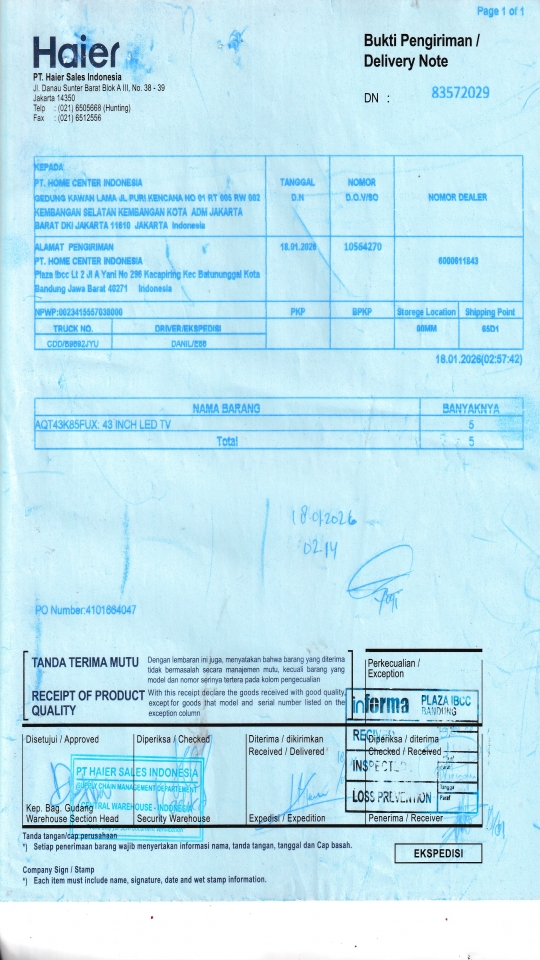 Page 1 of 1
Haier
PT. Haier Sales Indonesia
Jl. Danau Sunter Barat Blok A III, No. 38 - 39
Jakarta 14350
Telp : (021) 6505668 (Hunting)
Fax : (021) 6512556
Bukti Pengiriman /
Delivery Note
DN : 83572029
KEPADA
PT. HOME CENTER INDONESIA
GEDUNG KAWAN LAMA JL PURI KENCANA NO 01 RT 005 RW 002
KEMBANGAN SELATAN KEMBANGAN KOTA ADM JAKARTA
BARAT DKI JAKARTA 11610 JAKARTA Indonesia
TANGGAL
D.N
NOMOR
D.O.V/SO
NOMOR DEALER
ALAMAT PENGIRIMAN
PT. HOME CENTER INDONESIA
Plaza Ibcc Lt 2 Jl A Yani No 296 Kacapiring Kec Batununggal Kota
Bandung Jawa Barat 40271 Indonesia
18.01.2026
10564270
6000611843
NPWP:0023415557038000
PKP
BPKP
Storege Location
Shipping Point
TRUCK NO.
DRIVER/EKSPEDISI
00MM
65D1
CDD/B9892JYU
DANIL/E68
18.01.2026(02:57:42)
NAMA BARANG
BANYAKNYA
AQT43K85FUX: 43 INCH LED TV
5
Total
5
18.01.2026
02.14
PO Number:4101664047
TANDA TERIMA MUTU
Dengan lembaran ini juga, menyatakan bahwa barang yang diterima
tidak bermasalah secara manajemen mutu, kecuali barang yang
model dan nomor serinya tertera pada kolom pengecualian
RECEIPT OF PRODUCT
QUALITY
With this receipt declare the goods received with good quality,
except for goods that model and serial number listed on the
exception column
Perkecualian /
Exception
informa PLAZA IBCC
BANDUNG
Disetujui / Approved
Diperiksa / Checked
Diterima / dikirimkan
Received / Delivered
Diperiksa / diterima
Checked / Received
LOSS PREVENTION
Paraf
PT HAIER SALES INDONESIA
SUPPLY CHAIN MANAGEMENT DEPARTEMENT
CENTRAL WAREHOUSE - INDONESIA
Kep. Bag. Gudang
Warehouse Section Head
Security Warehouse
Expedisi / Expedition
Penerima / Receiver
Tanda tangan/cap perusahaan
*) Setiap penerimaan barang wajib menyertakan informasi nama, tanda tangan, tanggal dan Cap basah.
EKSPEDISI
Company Sign / Stamp
*) Each item must include name, signature, date and wet stamp information.